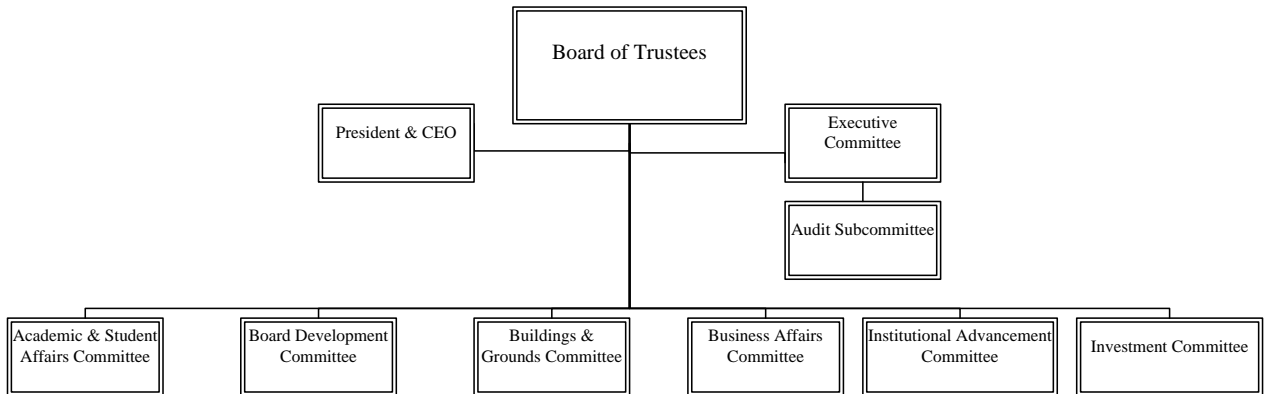 Board of Trustees
President & CEO
Executive
Committee
Audit Subcommittee
Academic & Student
Affairs Committee
Board Development
Committee
Buildings &
Grounds Committee
Business Affairs
Committee
Institutional Advancement
Committee
Investment Committee